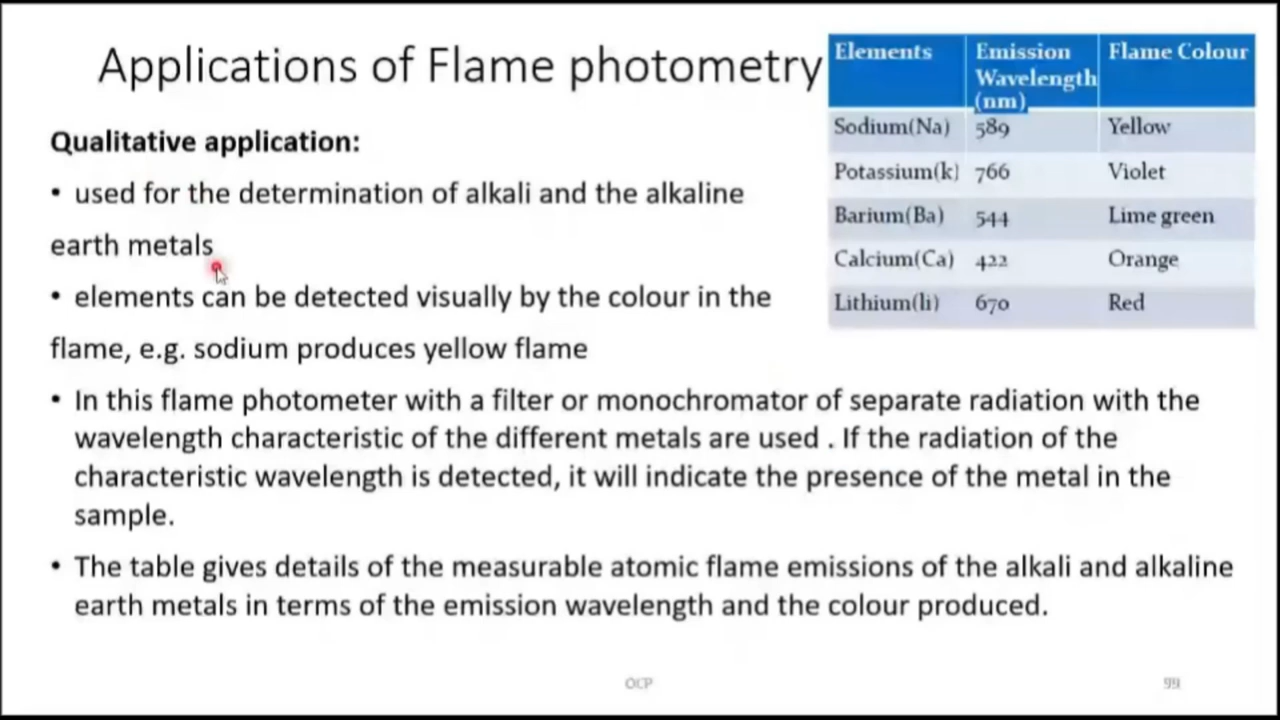 Applications of Flame photometry
Qualitative application:
• used for the determination of alkali and the alkaline
earth metals
• elements can be detected visually by the colour in the
flame, e.g. sodium produces yellow flame
• In this flame photometer with a filter or monochromator of separate radiation with the
wavelength characteristic of the different metals are used . If the radiation of the
characteristic wavelength is detected, it will indicate the presence of the metal in the
sample.
• The table gives details of the measurable atomic flame emissions of the alkali and alkaline
earth metals in terms of the emission wavelength and the colour produced.
Elements Emission Wavelength (nm) Flame Colour
Sodium(Na) 589 Yellow
Potassium(k) 766 Violet
Barium(Ba) 544 Lime green
Calcium(Ca) 422 Orange
Lithium(li) 670 Red
OCP 99